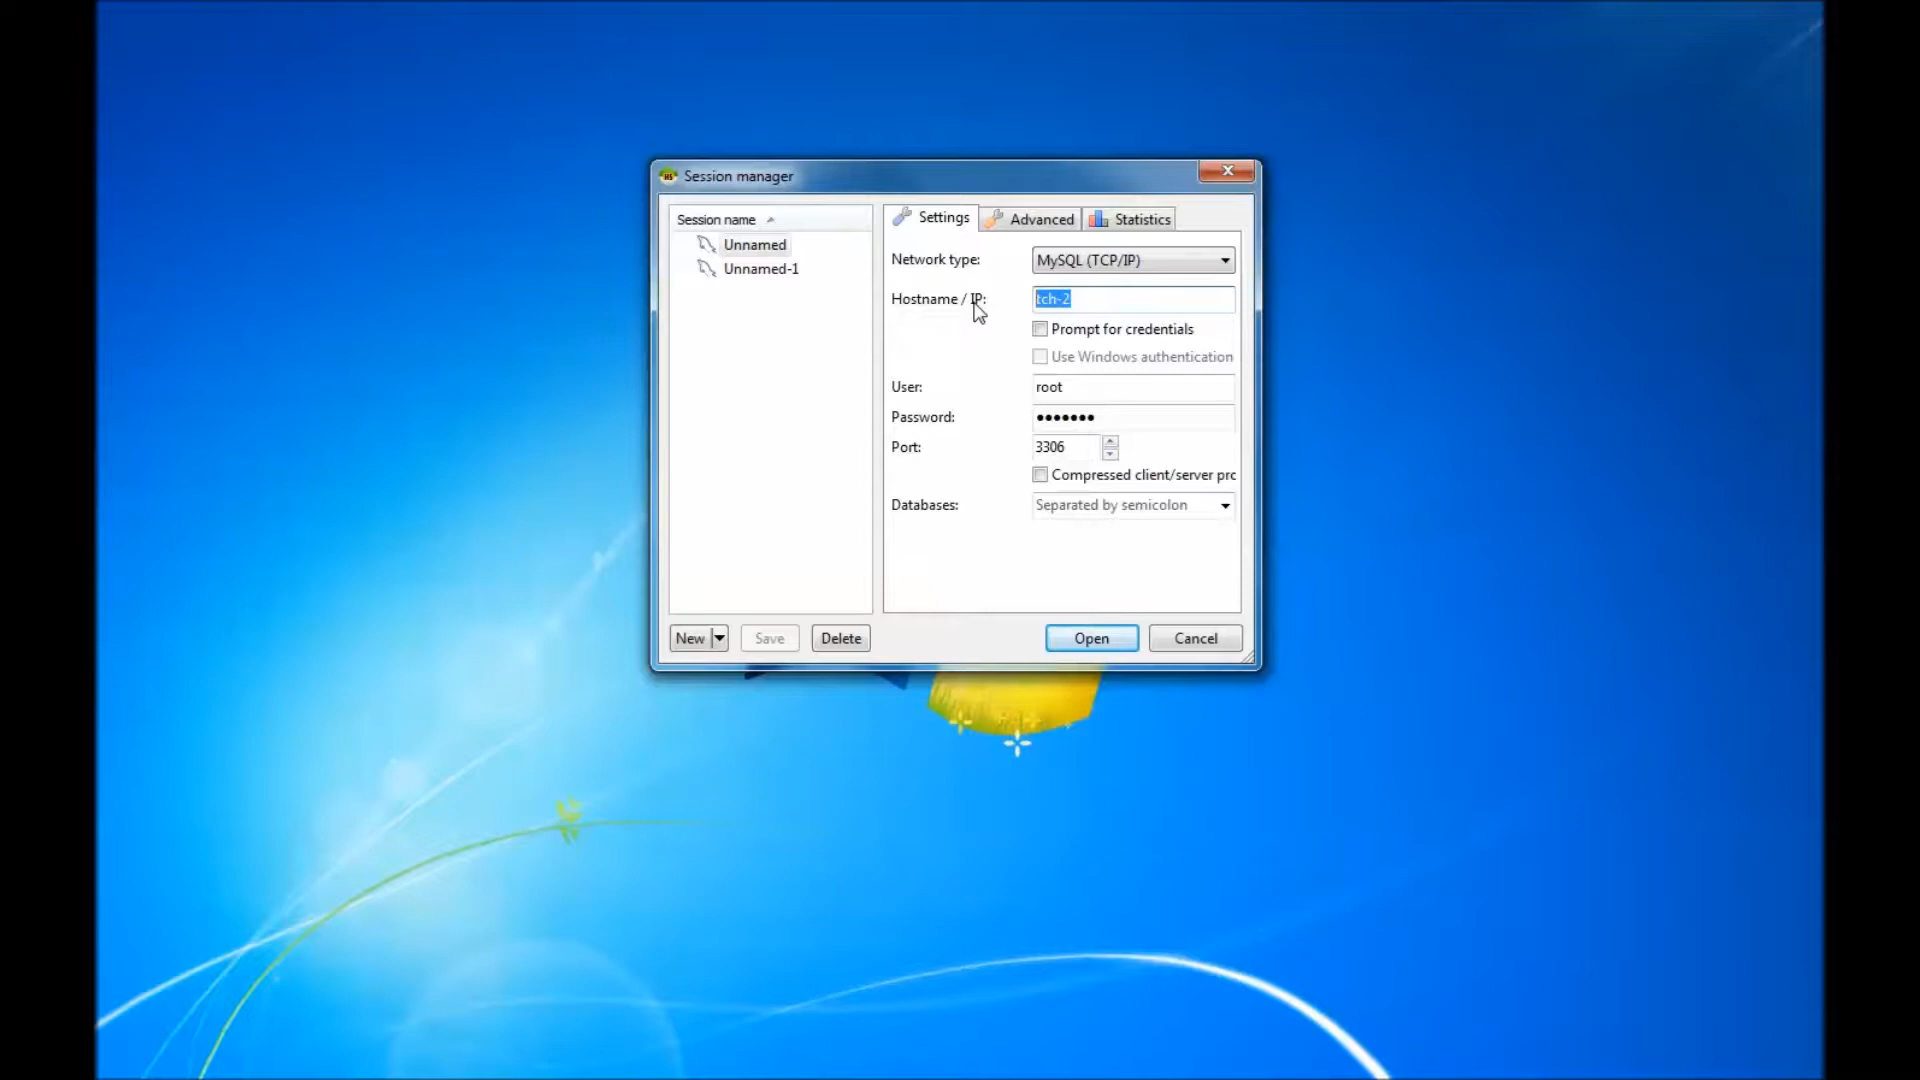 Session manager
Session name
Unnamed
Unnamed-1
Settings
Advanced
Statistics
Network type:
MySQL (TCP/IP)
Hostname / IP:
tch-2
Prompt for credentials
Use Windows authentication
User:
root
Password:
•••••••
Port:
3306
Compressed client/server prc
Databases:
Separated by semicolon
New
Save
Delete
Open
Cancel